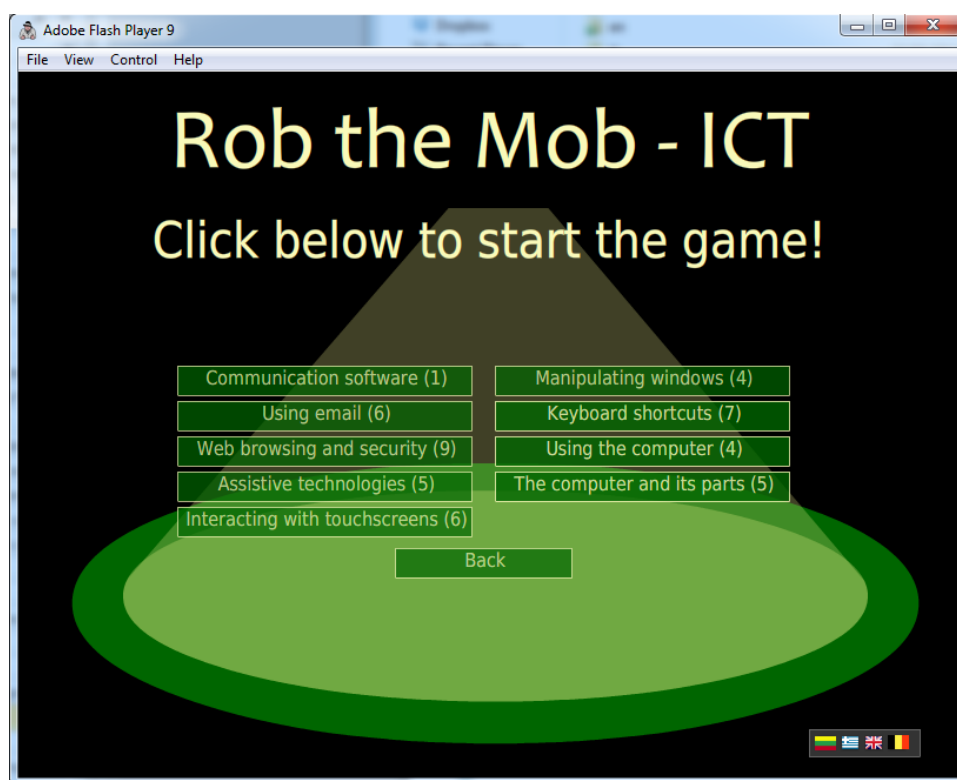 Adobe Flash Player 9
File View Control Help
Rob the Mob - ICT
Click below to start the game!
Communication software (1)
Manipulating windows (4)
Using email (6)
Keyboard shortcuts (7)
Web browsing and security (9)
Using the computer (4)
Assistive technologies (5)
The computer and its parts (5)
Interacting with touchscreens (6)
Back